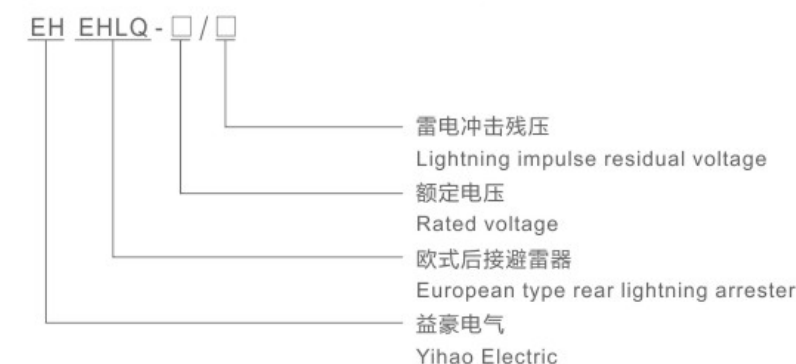 EH EHLQ - □ / □
雷电冲击残压
Lightning impulse residual voltage
额定电压
Rated voltage
欧式后接避雷器
European type rear lightning arrester
益豪电气
Yihao Electric